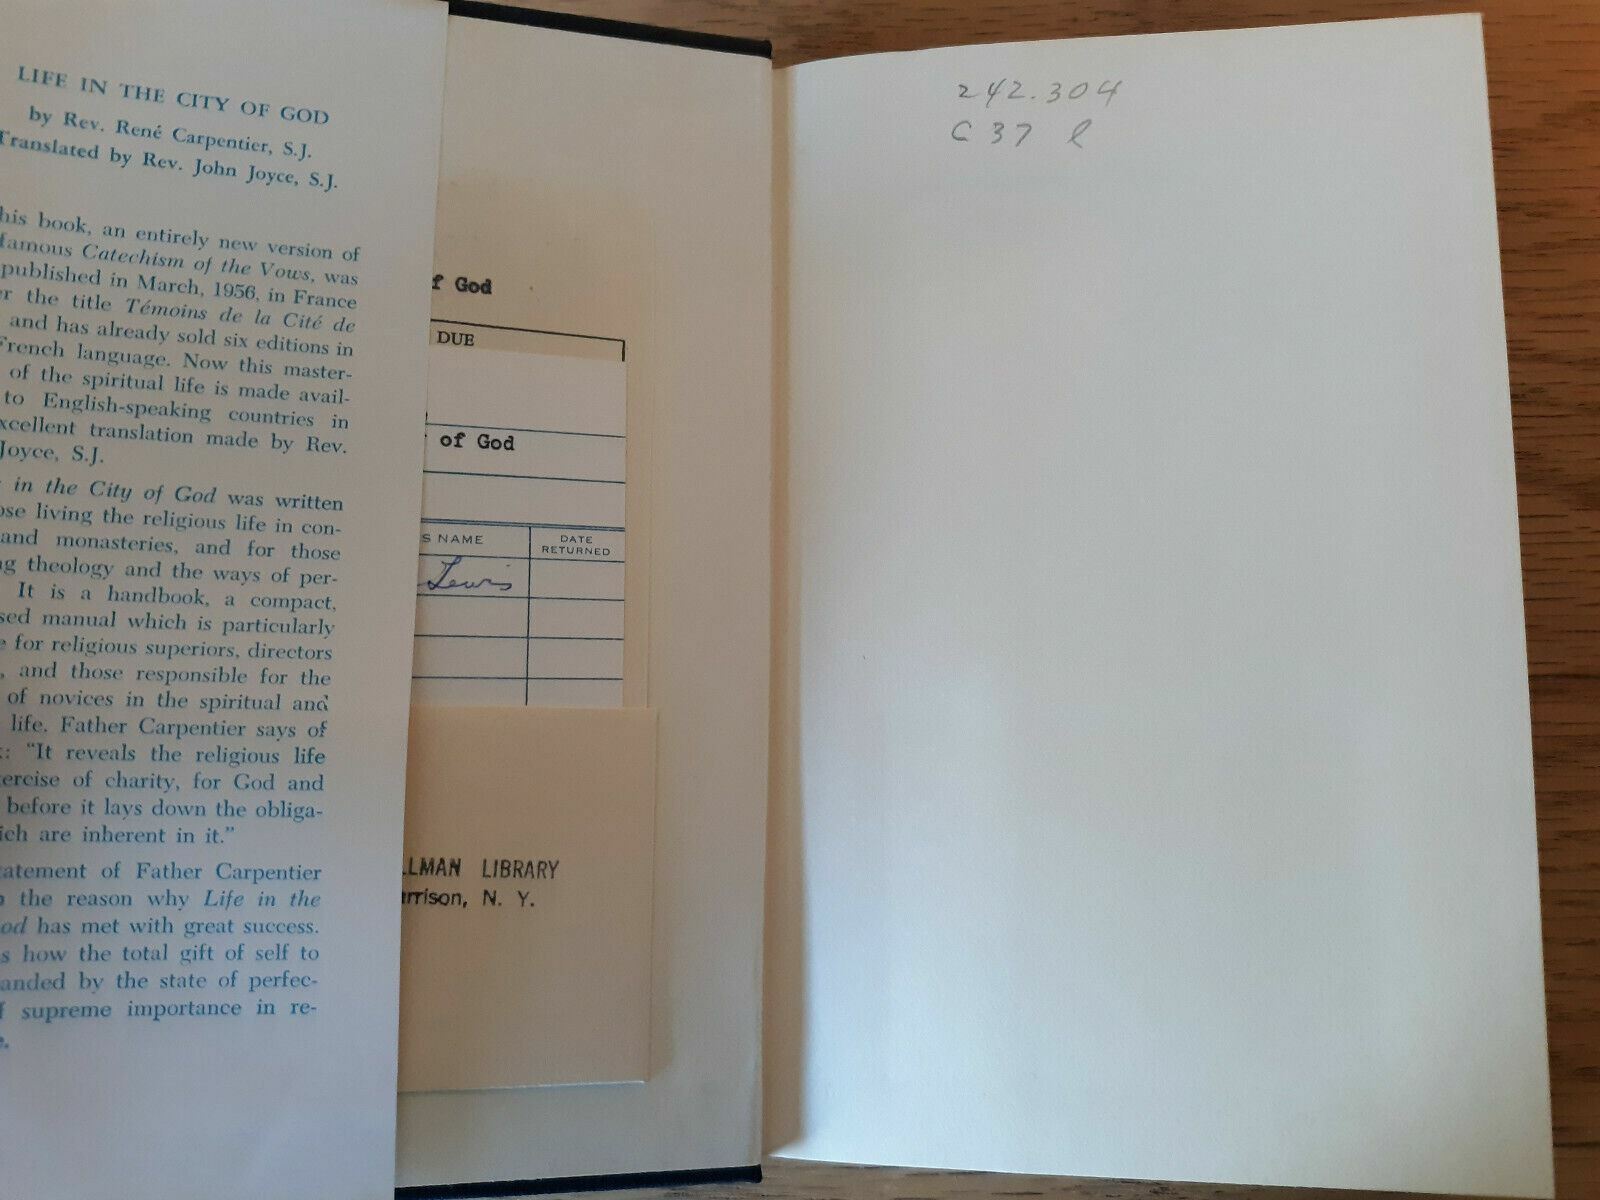 LIFE IN THE CITY OF GOD
by Rev. René Carpentier, S.J.
Translated by Rev. John Joyce, S.J.
his book, an entirely new version of
famous Catechism of the Vows, was
published in March, 1956, in France
er the title Témoins de la Cité de
and has already sold six editions in
French language. Now this master-
of the spiritual life is made avail-
to English-speaking countries in
xcellent translation made by Rev.
Joyce, S.J.
in the City of God was written
ose living the religious life in con-
and monasteries, and for those
ng theology and the ways of per-
It is a handbook, a compact,
sed manual which is particularly
e for religious superiors, directors
, and those responsible for the
of novices in the spiritual and
life. Father Carpentier says of
: "It reveals the religious life
ercise of charity, for God and
before it lays down the obliga-
ich are inherent in it."
tatement of Father Carpentier
the reason why Life in the
od has met with great success.
s how the total gift of self to
anded by the state of perfec-
f supreme importance in re-
e.
f God
DUE
of God
S NAME
DATE RETURNED
Lewis
LLMAN LIBRARY
rrison, N. Y.
242.304
C37l